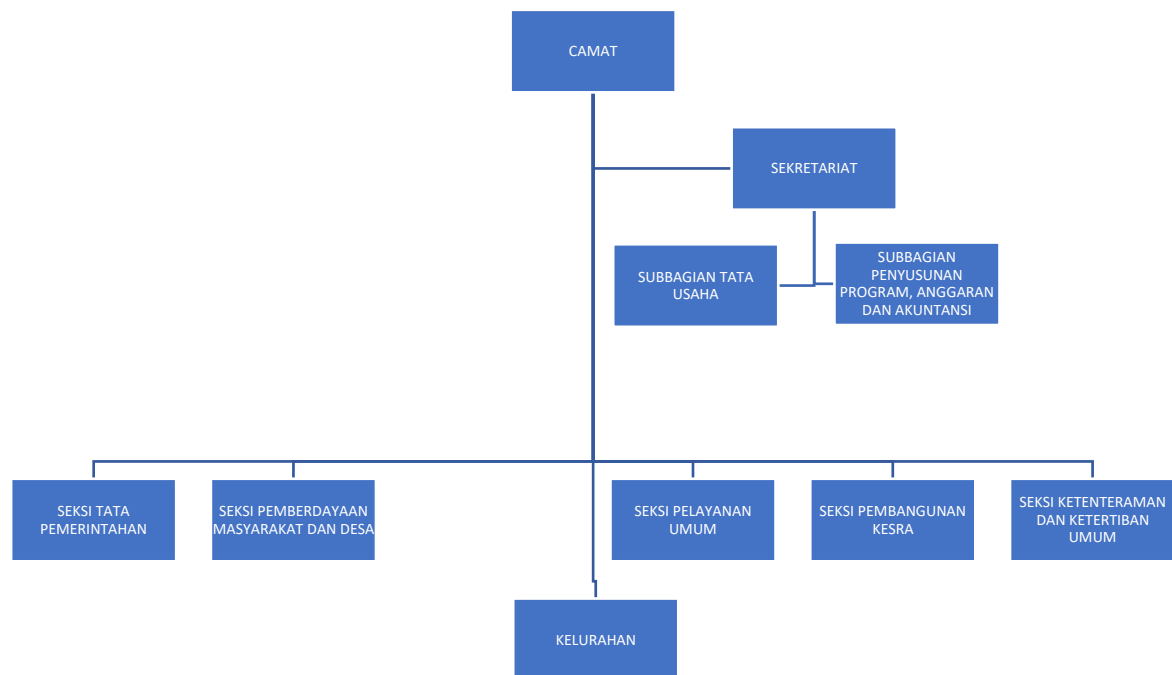 CAMAT
SEKRETARIAT
SUBBAGIAN TATA
USAHA
SUBBAGIAN
PENYUSUNAN
PROGRAM, ANGGARAN
DAN AKUNTANSI
SEKSI TATA
PEMERINTAHAN
SEKSI PEMBERDAYAAN
MASYARAKAT DAN DESA
SEKSI PELAYANAN
UMUM
SEKSI PEMBANGUNAN
KESRA
SEKSI KETENTERAMAN
DAN KETERTIBAN
UMUM
KELURAHAN